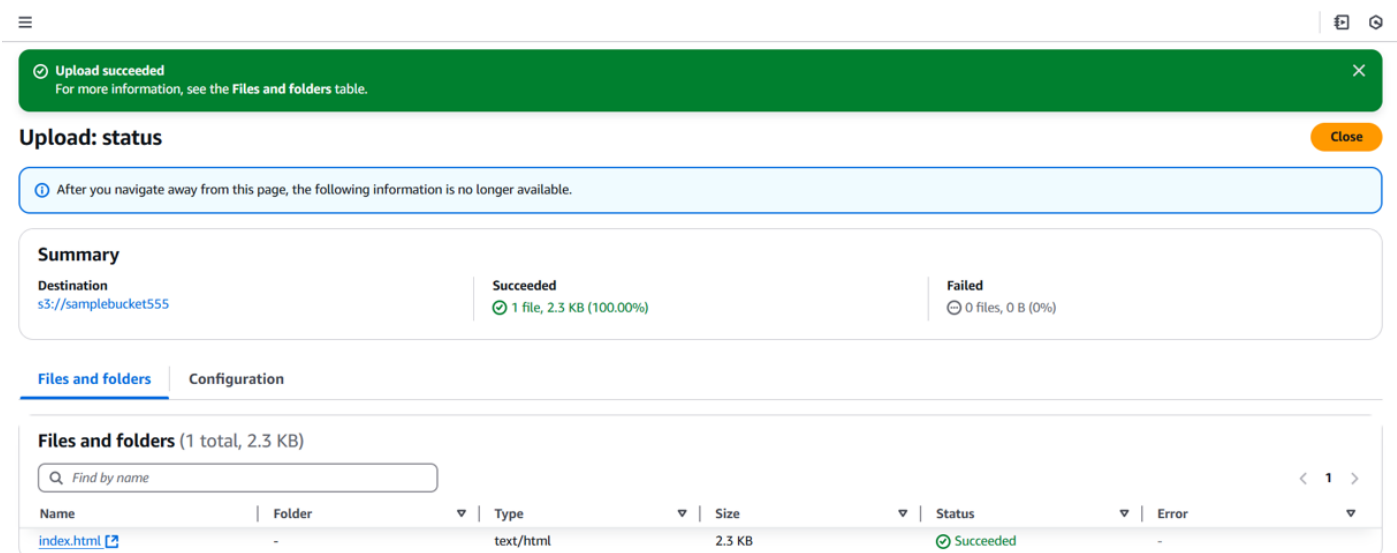 Upload succeeded
For more information, see the Files and folders table.
Upload: status
Close
After you navigate away from this page, the following information is no longer available.
Summary
Destination
s3://samplebucket555
Succeeded
1 file, 2.3 KB (100.00%)
Failed
0 files, 0 B (0%)
Files and folders
Configuration
Files and folders (1 total, 2.3 KB)
Find by name
1
Name Folder Type Size Status Error
index.html - text/html 2.3 KB Succeeded -